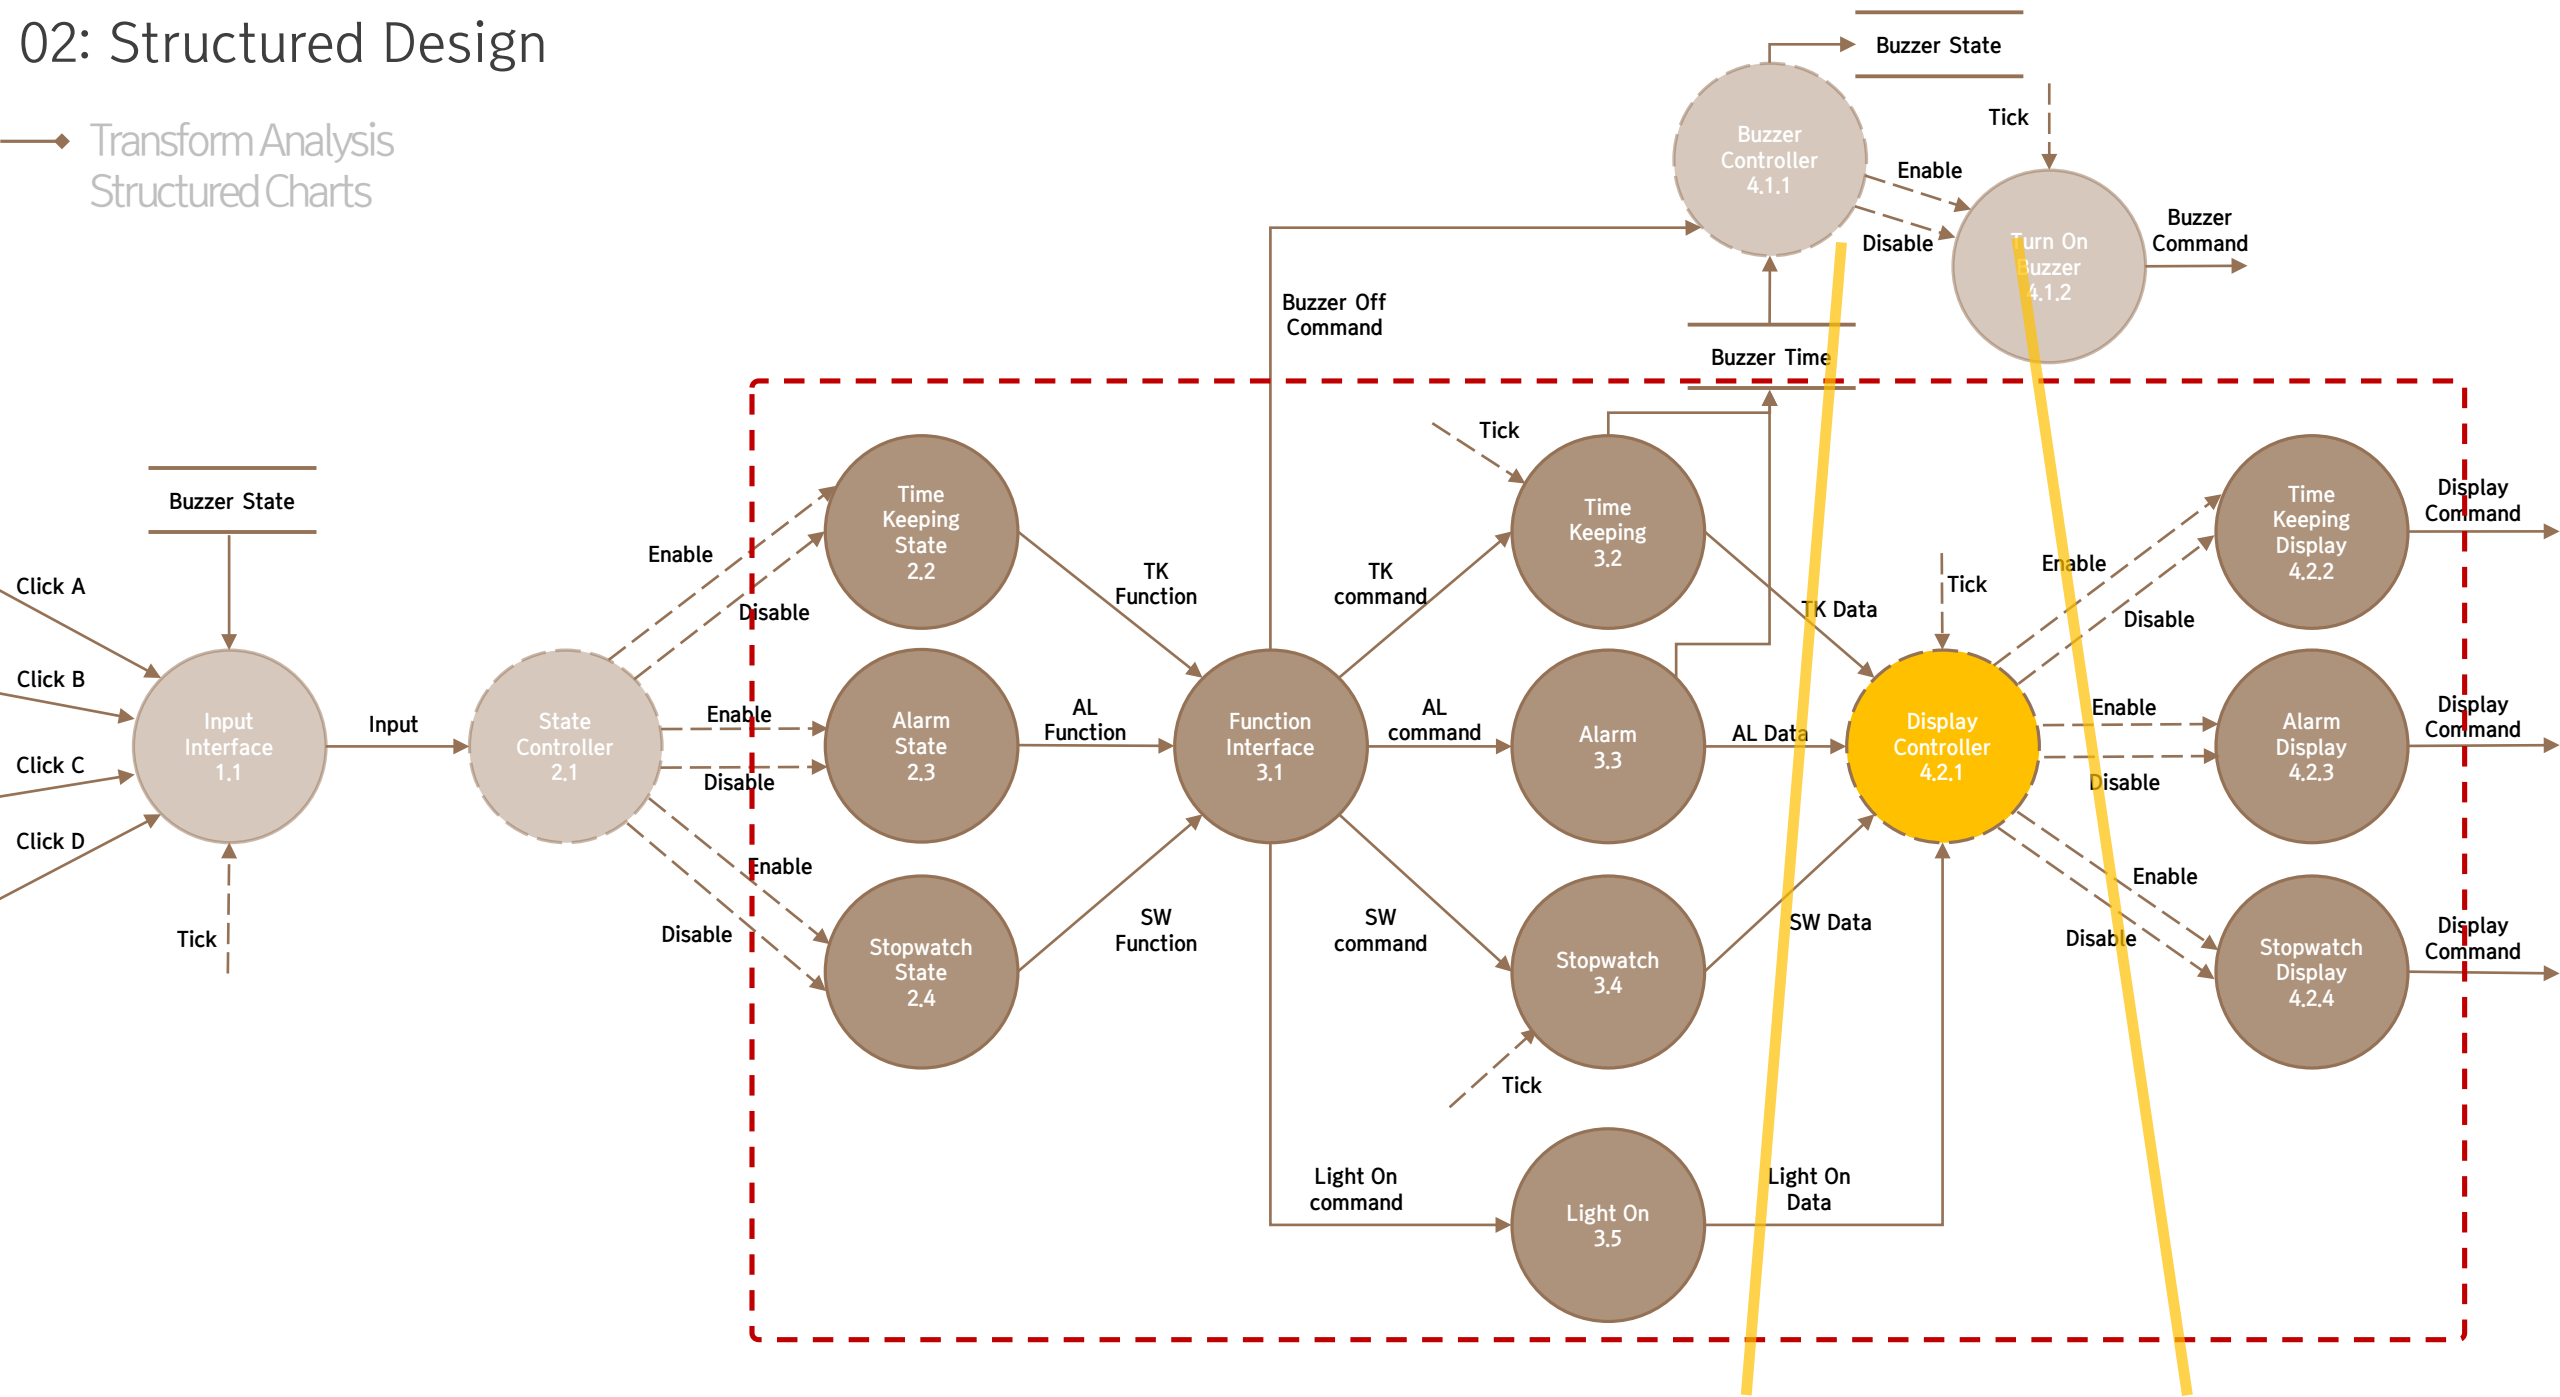 02: Structured Design
Transform Analysis
Structured Charts
Buzzer State
Tick
Buzzer
Controller
4.1.1
Enable
Disable
Turn On
Buzzer
4.1.2
Buzzer
Command
Buzzer Off
Command
Buzzer Time
Tick
Buzzer State
Time
Keeping
State
2.2
Time
Keeping
3.2
Time
Keeping
Display
4.2.2
Display
Command
Enable
Disable
TK
Function
TK
command
TK Data
Tick
Enable
Disable
Click A
Click B
Click C
Click D
Input
Interface
1.1
Input
State
Controller
2.1
Enable
Disable
Alarm
State
2.3
AL
Function
Function
Interface
3.1
AL
command
Alarm
3.3
AL Data
Display
Controller
4.2.1
Enable
Disable
Alarm
Display
4.2.3
Display
Command
Tick
Enable
Disable
Stopwatch
State
2.4
SW
Function
SW
command
Stopwatch
3.4
SW Data
Enable
Disable
Stopwatch
Display
4.2.4
Display
Command
Tick
Light On
command
Light On
3.5
Light On
Data